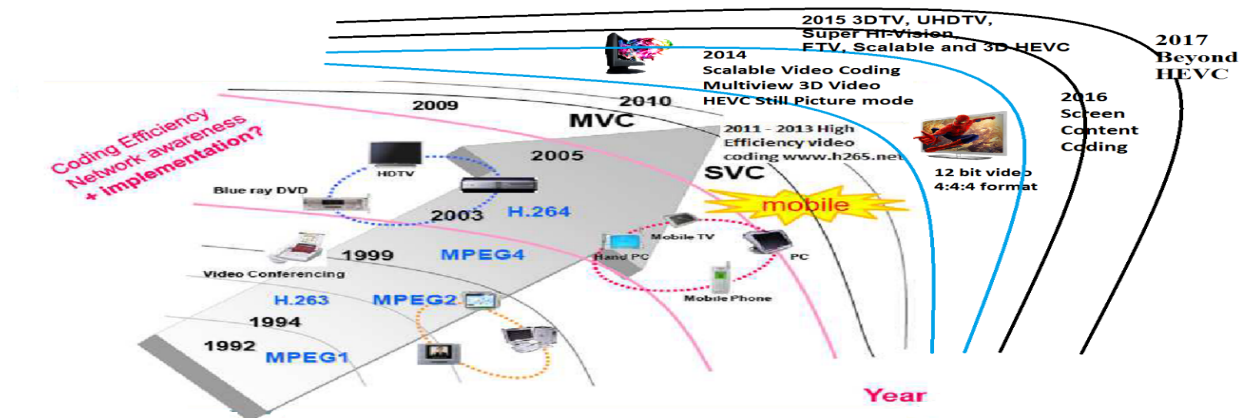 2015 3DTV, UHDTV,
Super Hi-Vision,
FTV, Scalable and 3D HEVC
2017
Beyond
HEVC
2014
Scalable Video Coding
Multiview 3D Video
HEVC Still Picture mode
2016
Screen
Content
Coding
Coding Efficiency
Network awareness
+ implementation?
2009
2010
MVC
2011 - 2013 High
Efficiency video
coding www.h265.net
2005
SVC
12 bit video
4:4:4 format
HDTV
Blue ray DVD
mobile
2003
H.264
Mobile TV
1999
MPEG4
Hand PC
PC
Video Conferencing
Mobile Phone
H.263
MPEG2
1994
1992
MPEG1
Year